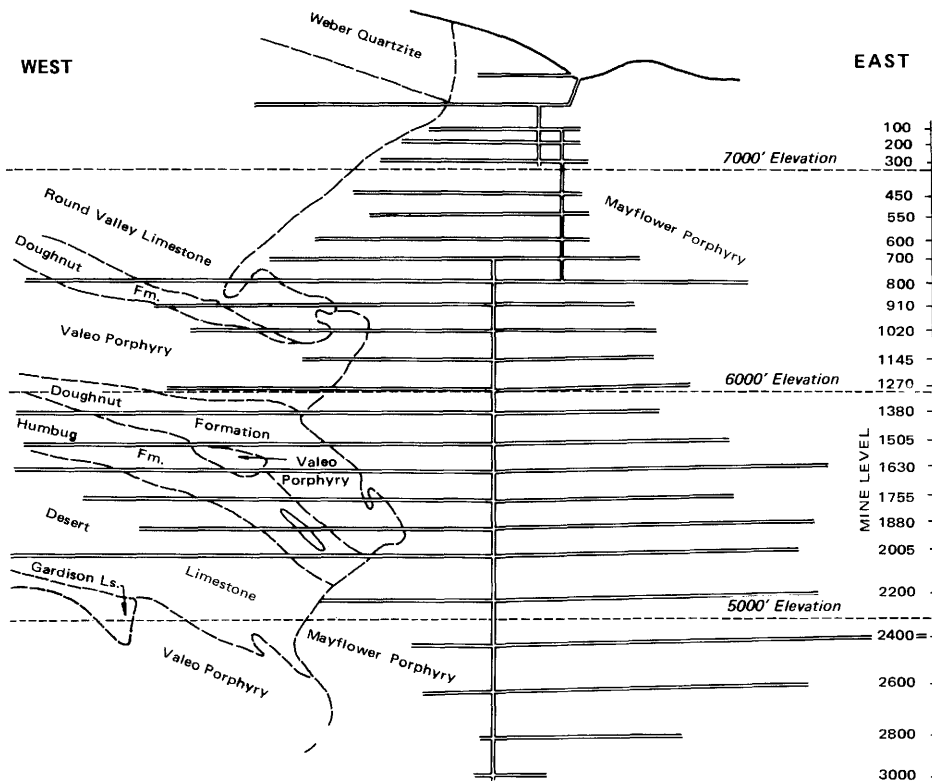 Weber Quartzite
WEST
EAST
100
200
300
7000' Elevation
450
Round Valley Limestone
Mayflower Porphyry
550
600
Doughnut
700
Fm.
800
910
Valeo Porphyry
1020
1145
6000' Elevation
1270
Doughnut
1380
Humbug
Formation
1505
Fm.
Valeo
Porphyry
1630
MINE LEVEL
1755
Desert
1880
2005
Gardison Ls.
Limestone
2200
5000' Elevation
Mayflower Porphyry
2400=
Valeo Porphyry
2600
2800
3000